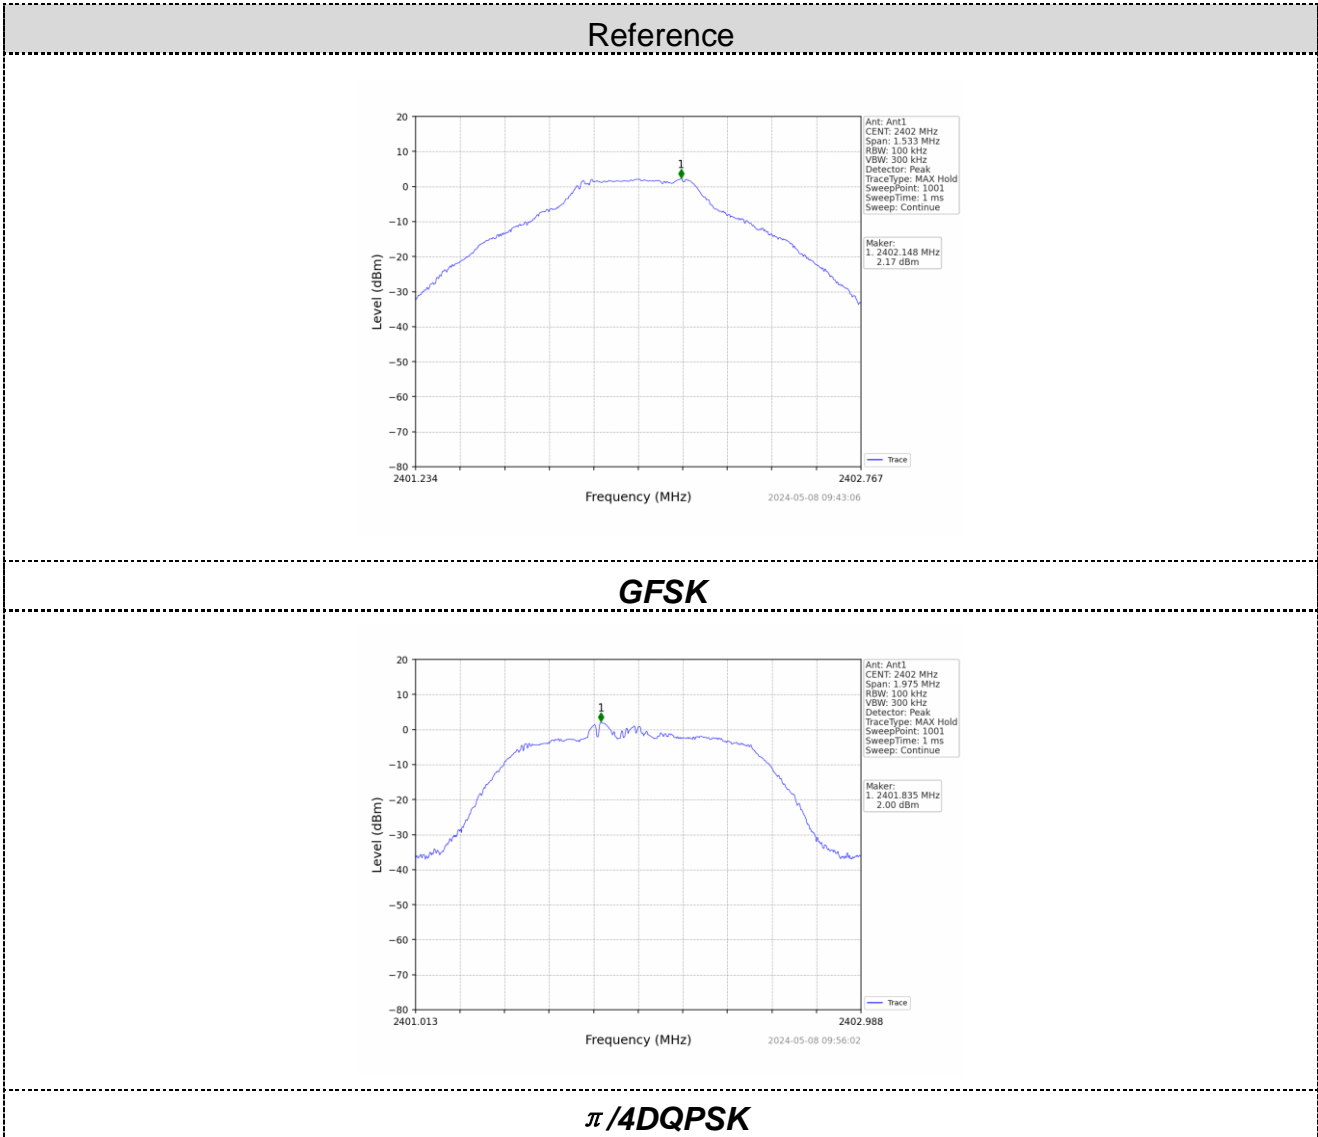 Reference
20
10
0
−10
−20
−30
−40
−50
−60
−70
−80
Level (dBm)
1
2401.234
2402.767
Frequency (MHz)
2024-05-08 09:43:06
Ant: Ant1
CENT: 2402 MHz
Span: 1.533 MHz
RBW: 100 kHz
VBW: 300 kHz
Detector: Peak
TraceType: MAX Hold
SweepPoint: 1001
SweepTime: 1 ms
Sweep: Continue
Maker:
1. 2402.148 MHz
2.17 dBm
Trace
GFSK
20
10
0
−10
−20
−30
−40
−50
−60
−70
−80
Level (dBm)
1
2401.013
2402.988
Frequency (MHz)
2024-05-08 09:56:02
Ant: Ant1
CENT: 2402 MHz
Span: 1.975 MHz
RBW: 100 kHz
VBW: 300 kHz
Detector: Peak
TraceType: MAX Hold
SweepPoint: 1001
SweepTime: 1 ms
Sweep: Continue
Maker:
1. 2401.835 MHz
2.00 dBm
Trace
π/4DQPSK